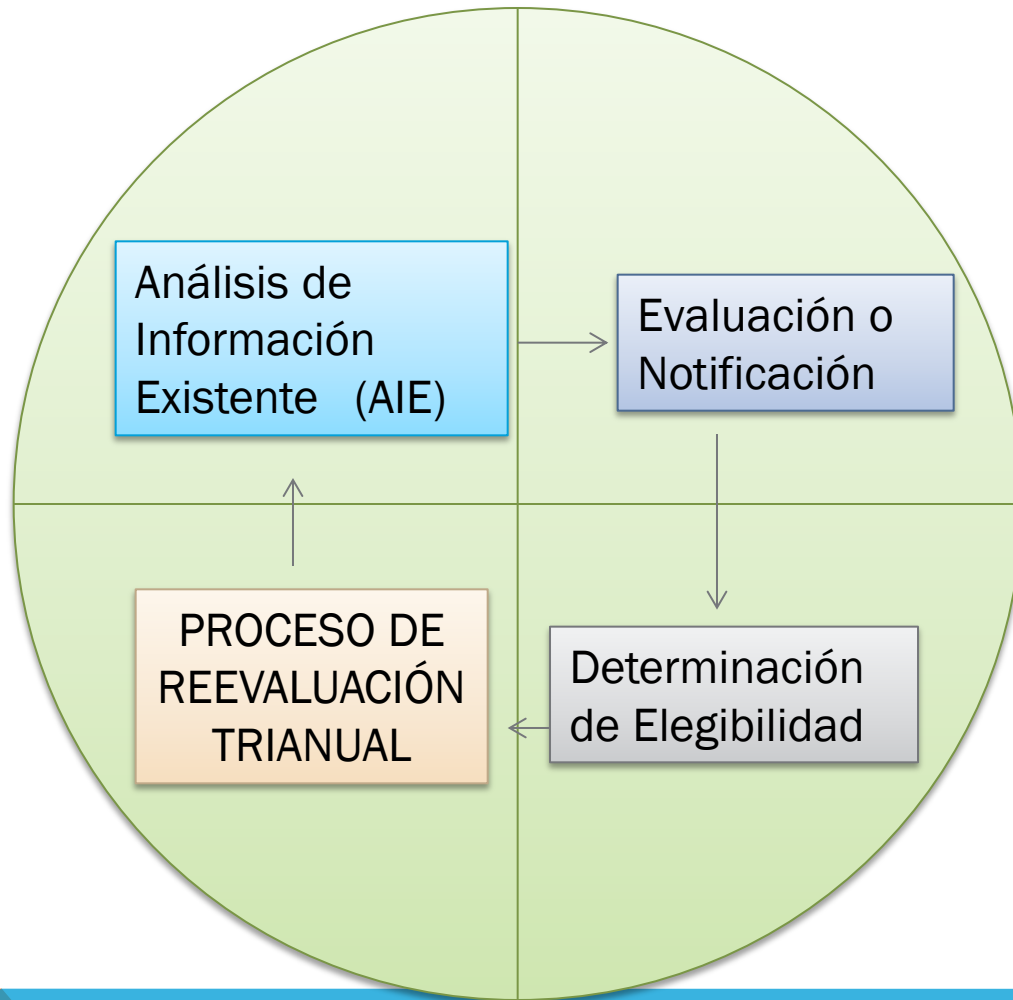 Análisis de
Información
Existente (AIE)
Evaluación o
Notificación
Determinación
de Elegibilidad
PROCESO DE
REEVALUACIÓN
TRIANUAL